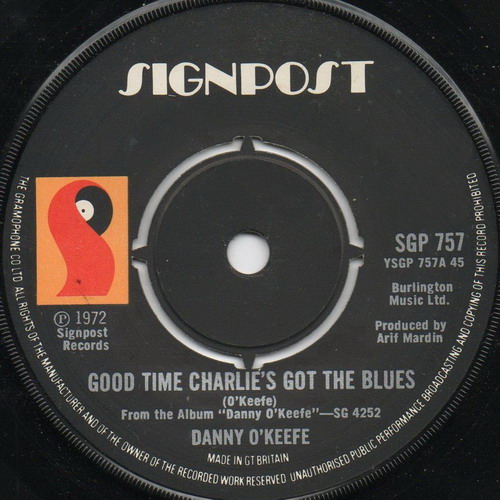 SIGNPOST
SGP 757
YSGP 757A 45
Burlington
Music Ltd.
Produced by
Arif Mardin
℗ 1972
Signpost
Records
GOOD TIME CHARLIE'S GOT THE BLUES
(O'Keefe)
From the Album "Danny O'Keefe"—SG 4252
DANNY O'KEEFE
MADE IN GT BRITAIN
THE GRAMOPHONE CO LTD. ALL RIGHTS OF THE MANUFACTURER AND OF THE OWNER OF THE RECORDED WORK RESERVED UNAUTHORISED PUBLIC PERFORMANCE BROADCASTING AND COPYING OF THIS RECORD PROHIBITED